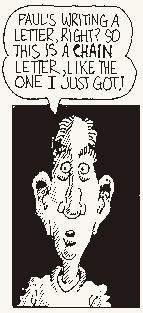 PAUL'S WRITING A
LETTER, RIGHT? SO
THIS IS A CHAIN
LETTER, LIKE THE
ONE I JUST GOT!